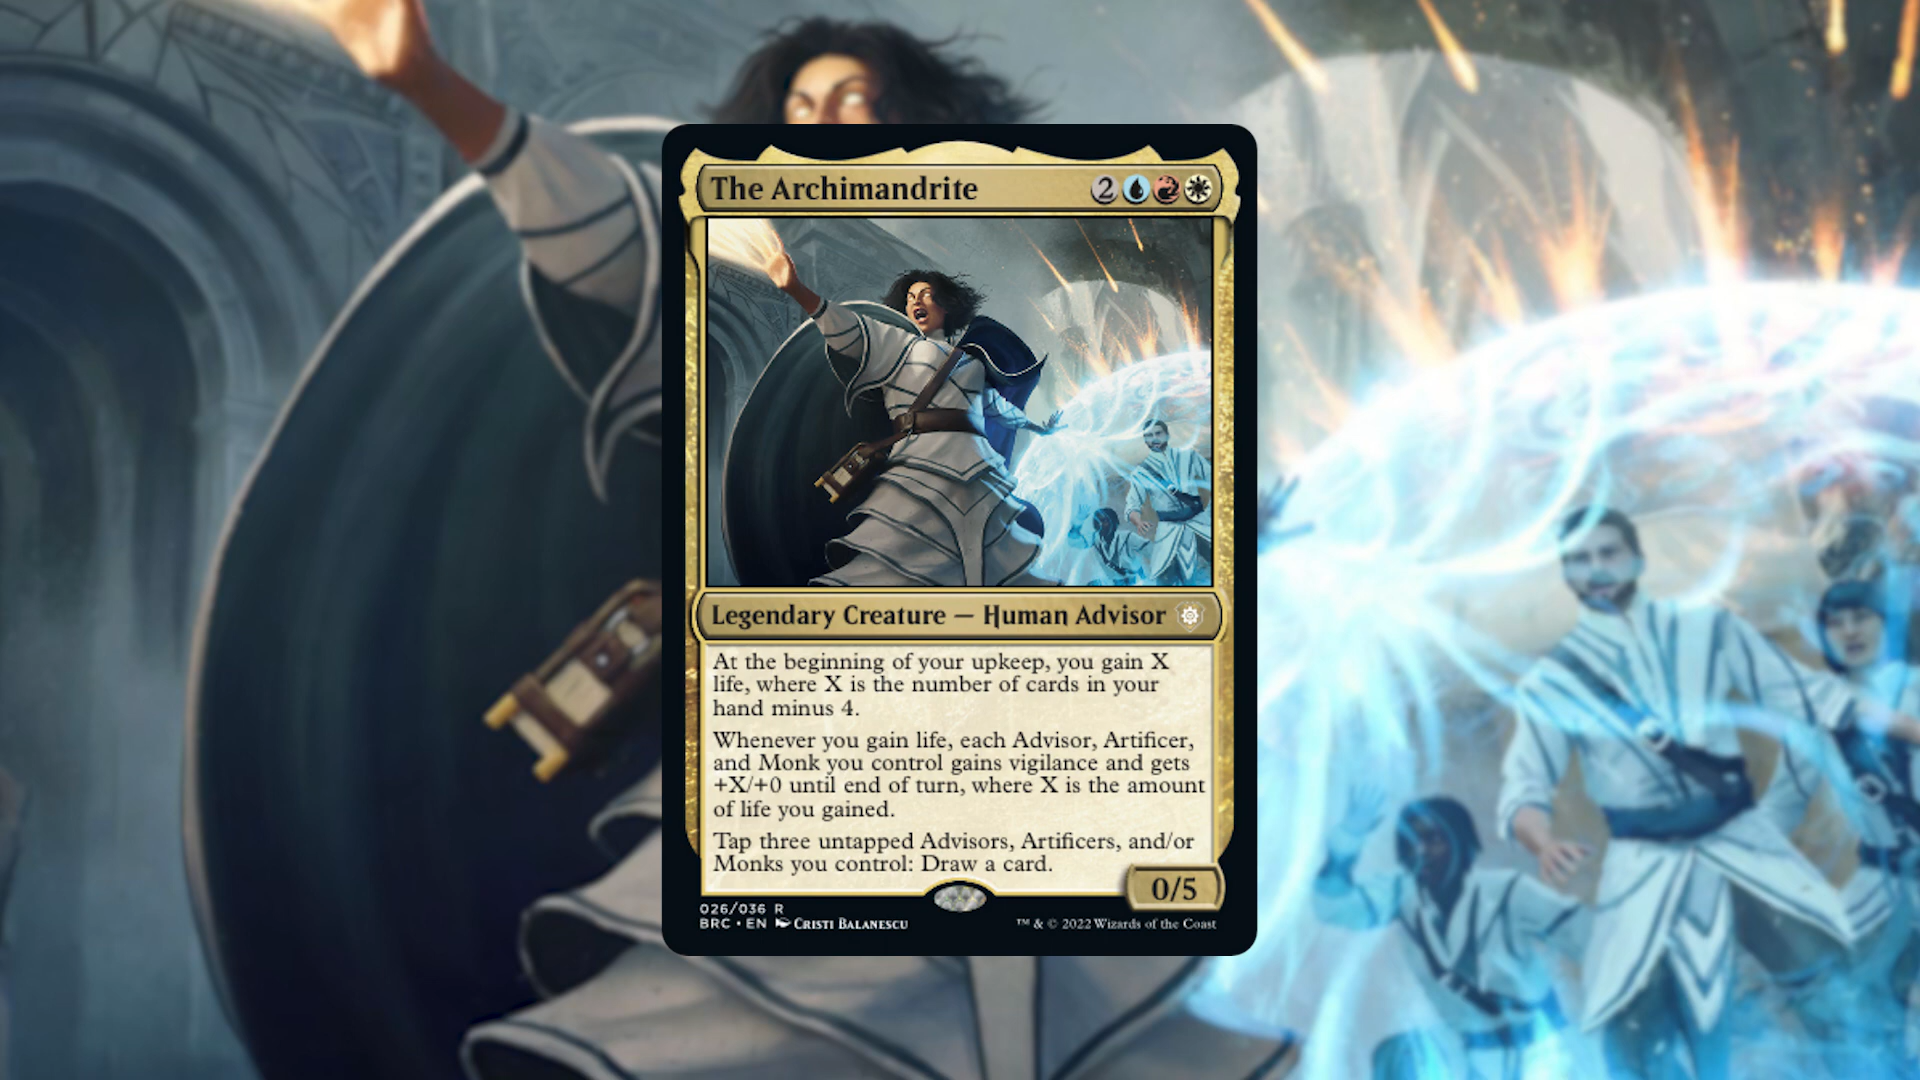 The Archimandrite 2
Legendary Creature — Human Advisor
At the beginning of your upkeep, you gain X
life, where X is the number of cards in your
hand minus 4.
Whenever you gain life, each Advisor, Artificer,
and Monk you control gains vigilance and gets
+X/+0 until end of turn, where X is the amount
of life you gained.
Tap three untapped Advisors, Artificers, and/or
Monks you control: Draw a card.
0/5
026/036 R
BRC • EN Cristi Balanescu
™ & © 2022 Wizards of the Coast